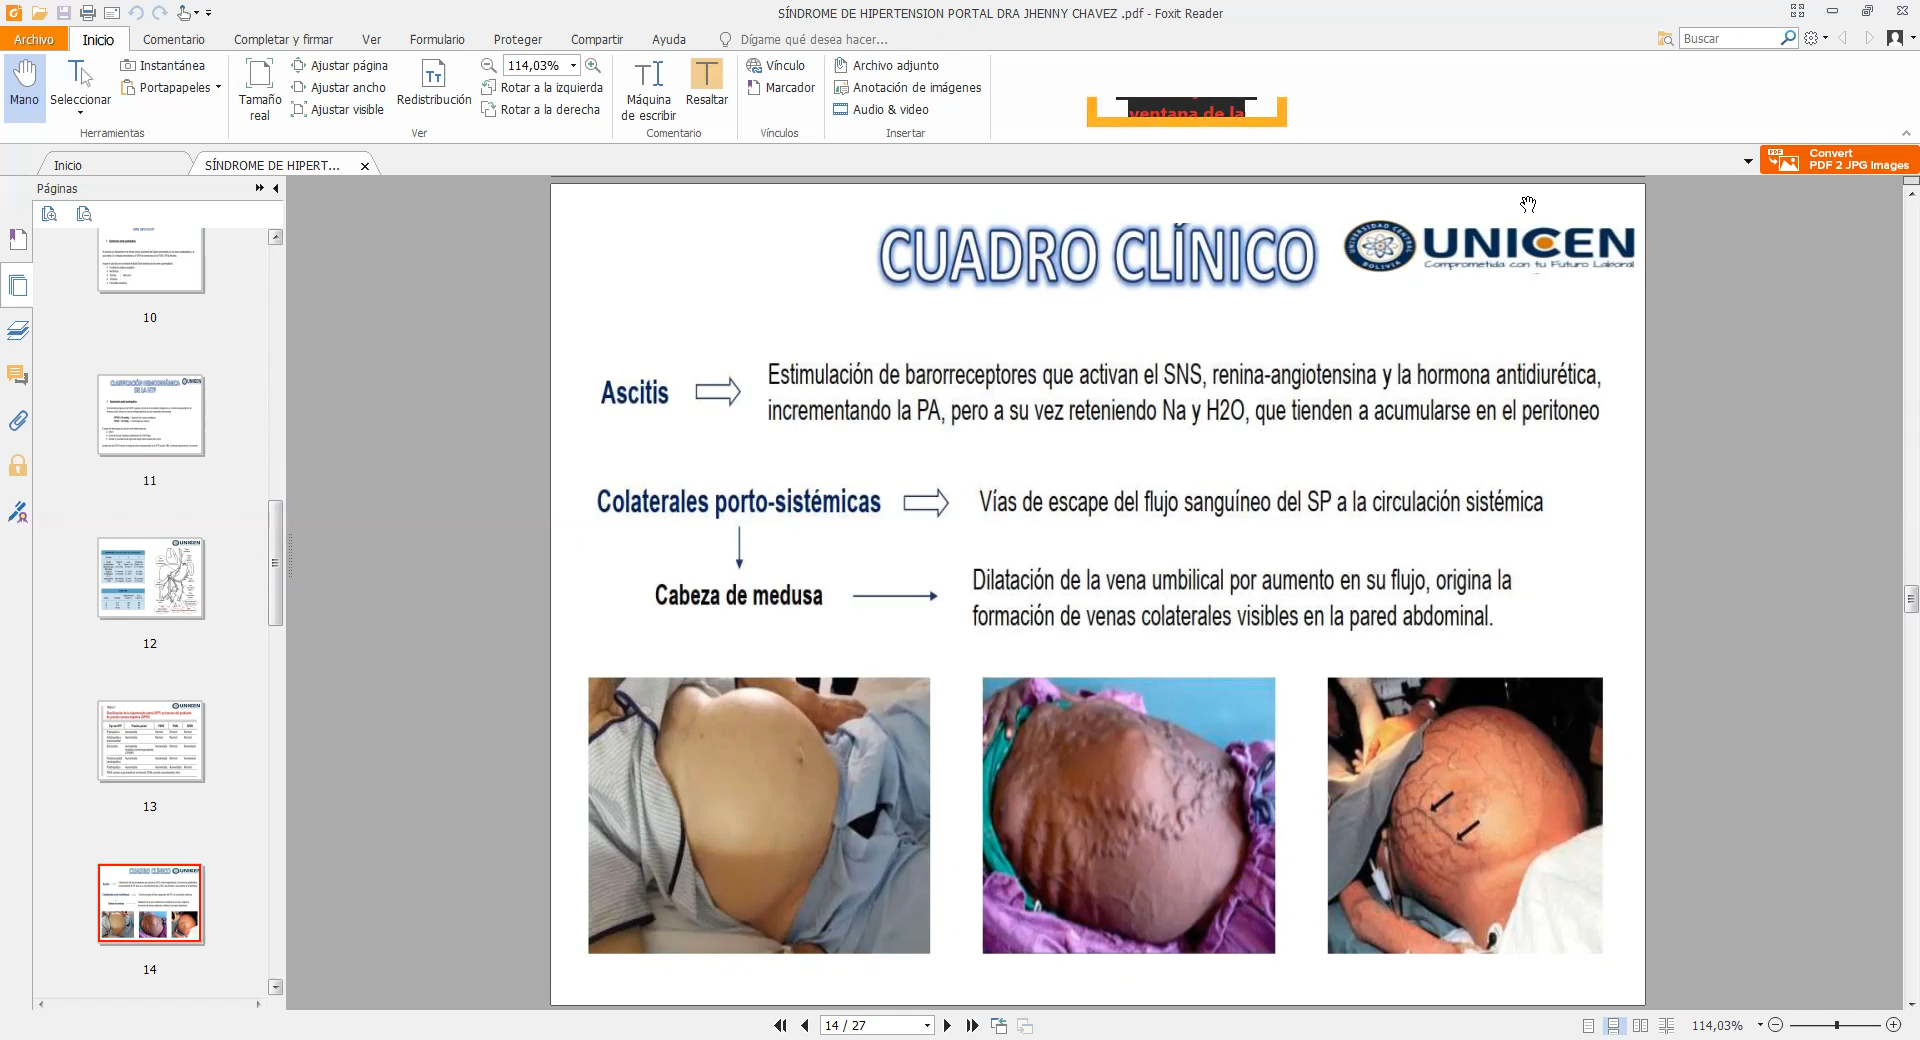 SÍNDROME DE HIPERTENSION PORTAL DRA JHENNY CHAVEZ .pdf - Foxit Reader
Archivo
Inicio
Comentario
Completar y firmar
Ver
Formulario
Proteger
Compartir
Ayuda
Dígame qué desea hacer...
Buscar
Mano
Seleccionar
Instantánea
Portapapeles
Herramientas
Tamaño real
Ajustar página
Ajustar ancho
Ajustar visible
Redistribución
114,03%
Rotar a la izquierda
Rotar a la derecha
Ver
Máquina de escribir
Resaltar
Comentario
Vínculo
Marcador
Vínculos
Archivo adjunto
Anotación de imágenes
Audio & video
Insertar
ventana de la
Inicio
SÍNDROME DE HIPERT...
Convert
PDF 2 JPG Images
Páginas
10
11
12
13
14
CUADRO CLÍNICO
UNIVERSIDAD CENTRAL
BOLIVIA
UNICEN
Comprometida con tu Futuro Laboral
Ascitis
Estimulación de barorreceptores que activan el SNS, renina-angiotensina y la hormona antidiurética,
incrementando la PA, pero a su vez reteniendo Na y H2O, que tienden a acumularse en el peritoneo
Colaterales porto-sistémicas
Vías de escape del flujo sanguíneo del SP a la circulación sistémica
Cabeza de medusa
Dilatación de la vena umbilical por aumento en su flujo, origina la
formación de venas colaterales visibles en la pared abdominal.
14 / 27
114,03%